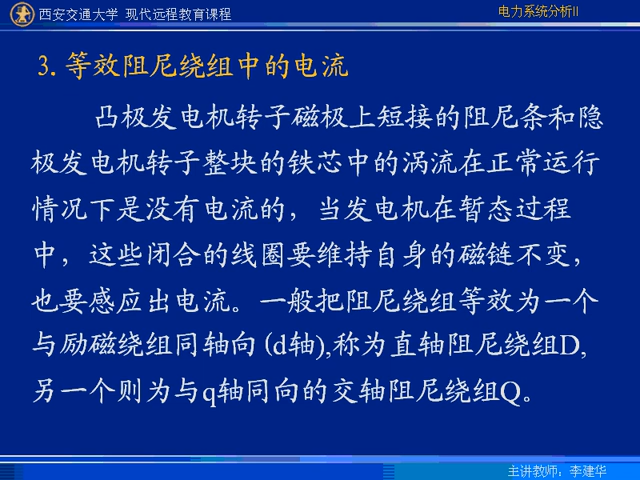 西安交通大学 现代远程教育课程
电力系统分析II
3. 等效阻尼绕组中的电流
凸极发电机转子磁极上短接的阻尼条和隐
极发电机转子整块的铁芯中的涡流在正常运行
情况下是没有电流的，当发电机在暂态过程
中，这些闭合的线圈要维持自身的磁链不变，
也要感应出电流。一般把阻尼绕组等效为一个
与励磁绕组同轴向(d轴),称为直轴阻尼绕组D,
另一个则为与q轴同向的交轴阻尼绕组Q。
主讲教师：李建华